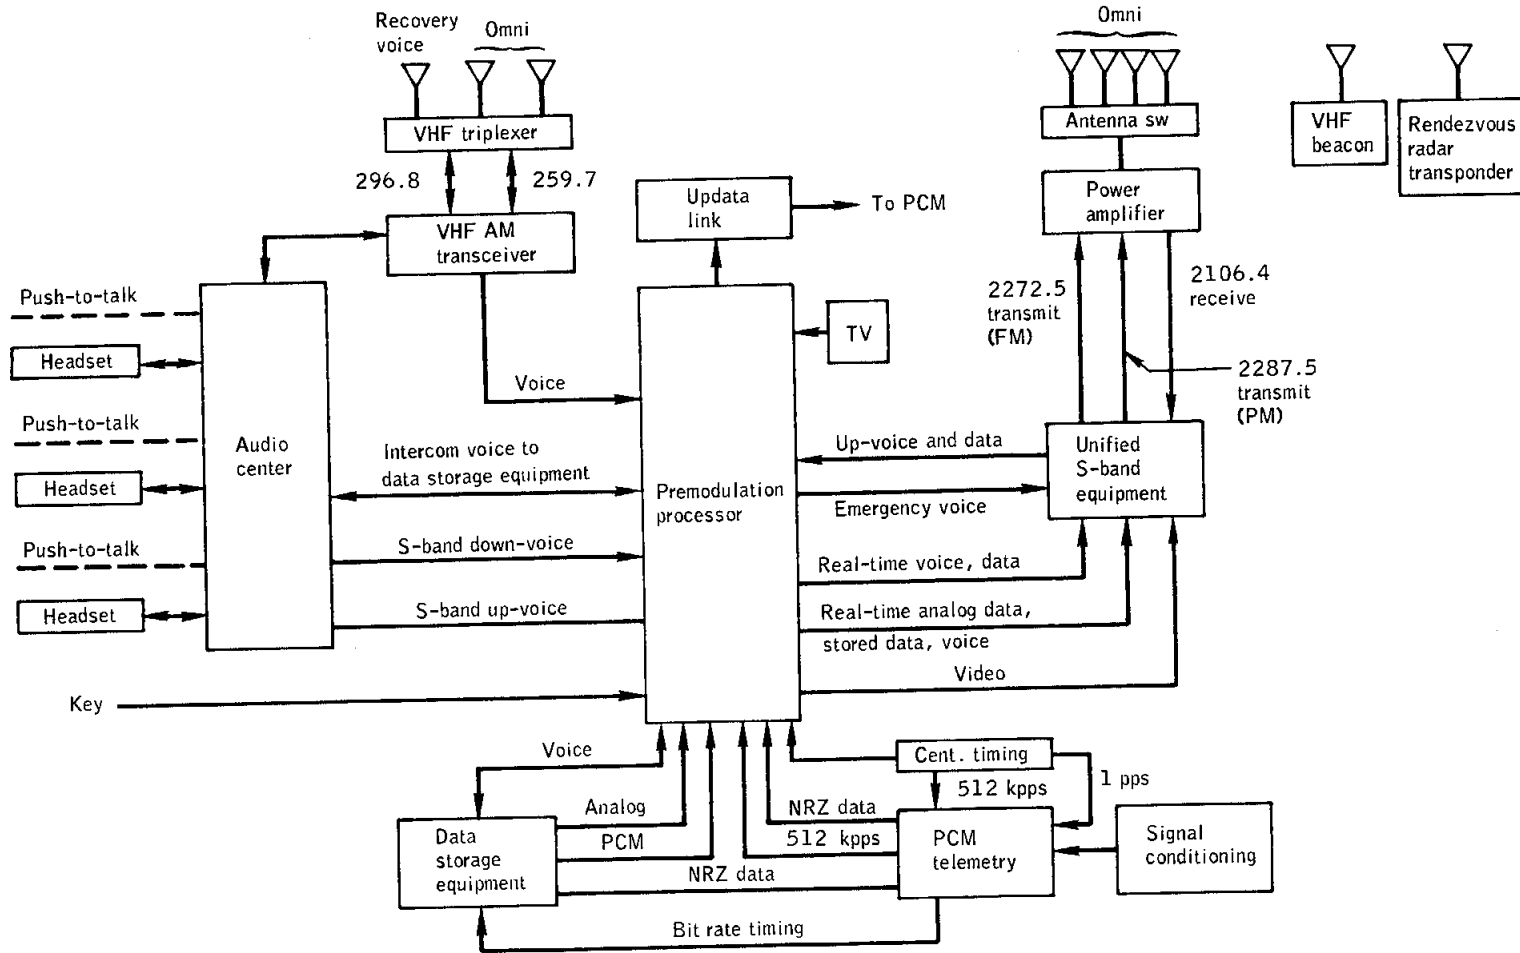 Recovery
voice
Omni
VHF triplexer
296.8
259.7
VHF AM
transceiver
Omni
Antenna sw
Power
amplifier
VHF
beacon
Rendezvous
radar
transponder
Updata
link
To PCM
2272.5
transmit
(FM)
2106.4
receive
2287.5
transmit
(PM)
TV
Push-to-talk
Headset
Push-to-talk
Headset
Push-to-talk
Headset
Audio
center
Voice
Intercom voice to
data storage equipment
S-band down-voice
S-band up-voice
Key
Premodulation
processor
Up-voice and data
Emergency voice
Unified
S-band
equipment
Real-time voice, data
Real-time analog data,
stored data, voice
Video
Voice
Analog
PCM
NRZ data
Bit rate timing
Data
storage
equipment
Cent. timing
512 kpps
1 pps
NRZ data
512 kpps
PCM
telemetry
Signal
conditioning